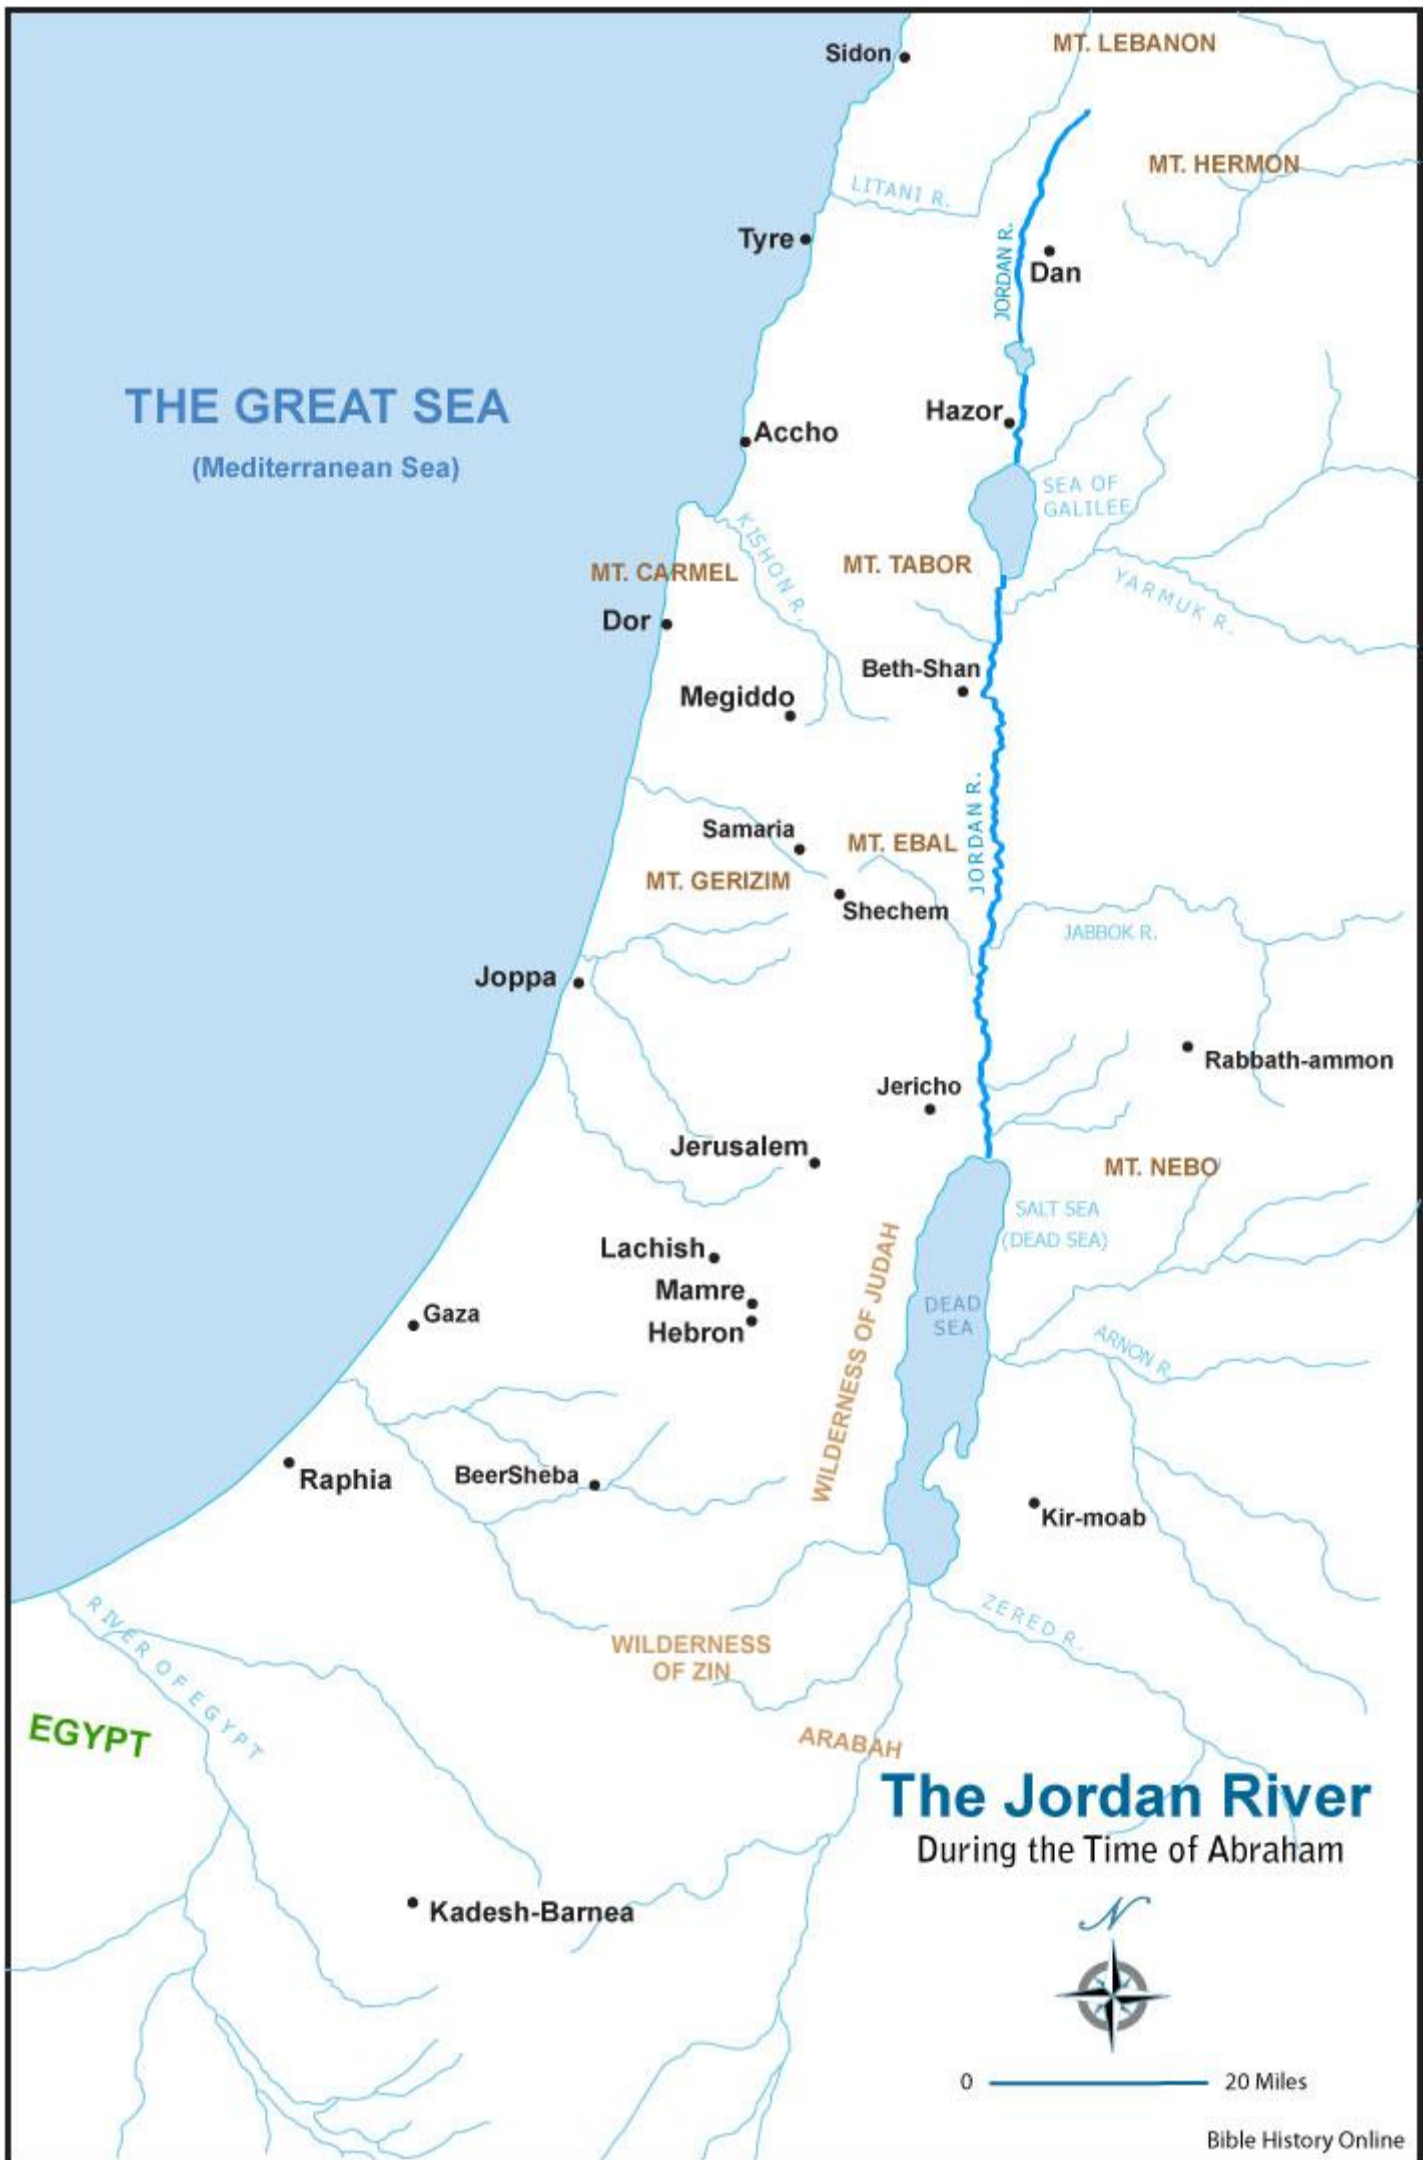 Sidon
MT. LEBANON
MT. HERMON
LITANI R.
Tyre
JORDAN R.
Dan
THE GREAT SEA
(Mediterranean Sea)
Hazor
Accho
SEA OF
GALILEE
KISHON R.
MT. CARMEL
MT. TABOR
YARMUK R.
Dor
Beth-Shan
Megiddo
JORDAN R.
Samaria
MT. EBAL
MT. GERIZIM
Shechem
JABBOK R.
Joppa
Rabbath-ammon
Jericho
Jerusalem
MT. NEBO
SALT SEA
(DEAD SEA)
WILDERNESS OF JUDAH
Lachish
Mamre
Hebron
Gaza
DEAD
SEA
ARNON R.
Raphia
BeerSheba
Kir-moab
RIVER OF EGYPT
ZERED R.
WILDERNESS
OF ZIN
EGYPT
ARABAH
The Jordan River
During the Time of Abraham
Kadesh-Barnea
N
0 20 Miles
Bible History Online